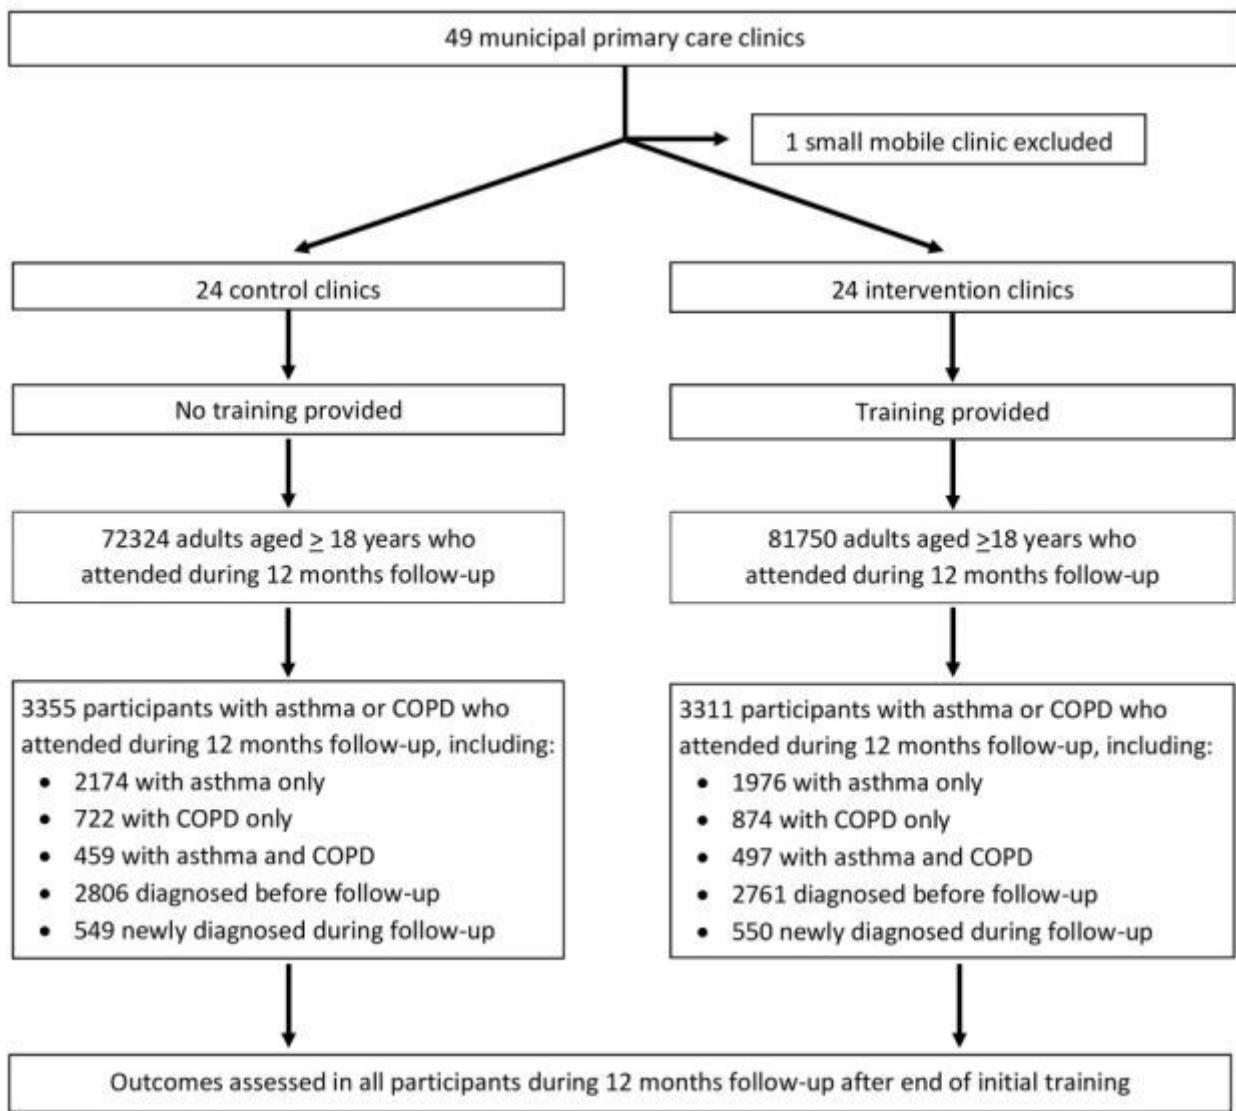 49 municipal primary care clinics
1 small mobile clinic excluded
24 control clinics
24 intervention clinics
No training provided
Training provided
72324 adults aged ≥ 18 years who
attended during 12 months follow-up
81750 adults aged ≥18 years who
attended during 12 months follow-up
3355 participants with asthma or COPD who
attended during 12 months follow-up, including:
• 2174 with asthma only
• 722 with COPD only
• 459 with asthma and COPD
• 2806 diagnosed before follow-up
• 549 newly diagnosed during follow-up
3311 participants with asthma or COPD who
attended during 12 months follow-up, including:
• 1976 with asthma only
• 874 with COPD only
• 497 with asthma and COPD
• 2761 diagnosed before follow-up
• 550 newly diagnosed during follow-up
Outcomes assessed in all participants during 12 months follow-up after end of initial training